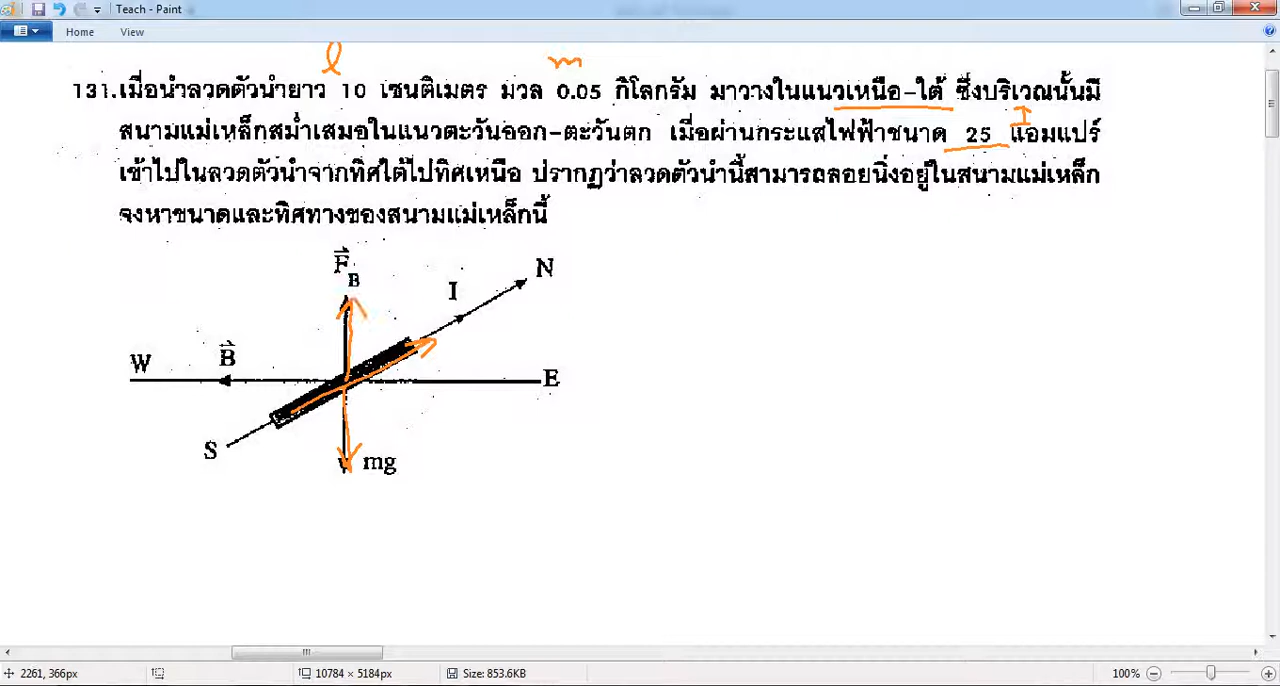 Teach - Paint
Home View
l m
131.เมื่อนำลวดตัวนำยาว 10 เซนติเมตร มวล 0.05 กิโลกรัม มาวางในแนวเหนือ-ใต้ ซึ่งบริเวณนั้นมี
I
สนามแม่เหล็กสม่ำเสมอในแนวตะวันออก-ตะวันตก เมื่อผ่านกระแสไฟฟ้าขนาด 25 แอมแปร์
เข้าไปในลวดตัวนำจากทิศใต้ไปทิศเหนือ ปรากฏว่าลวดตัวนำนี้สามารถลอยนิ่งอยู่ในสนามแม่เหล็ก
จงหาขนาดและทิศทางของสนามแม่เหล็กนี้
F B
N
I
W B E
S
mg
2261, 366px 10784 × 5184px Size: 853.6KB 100%